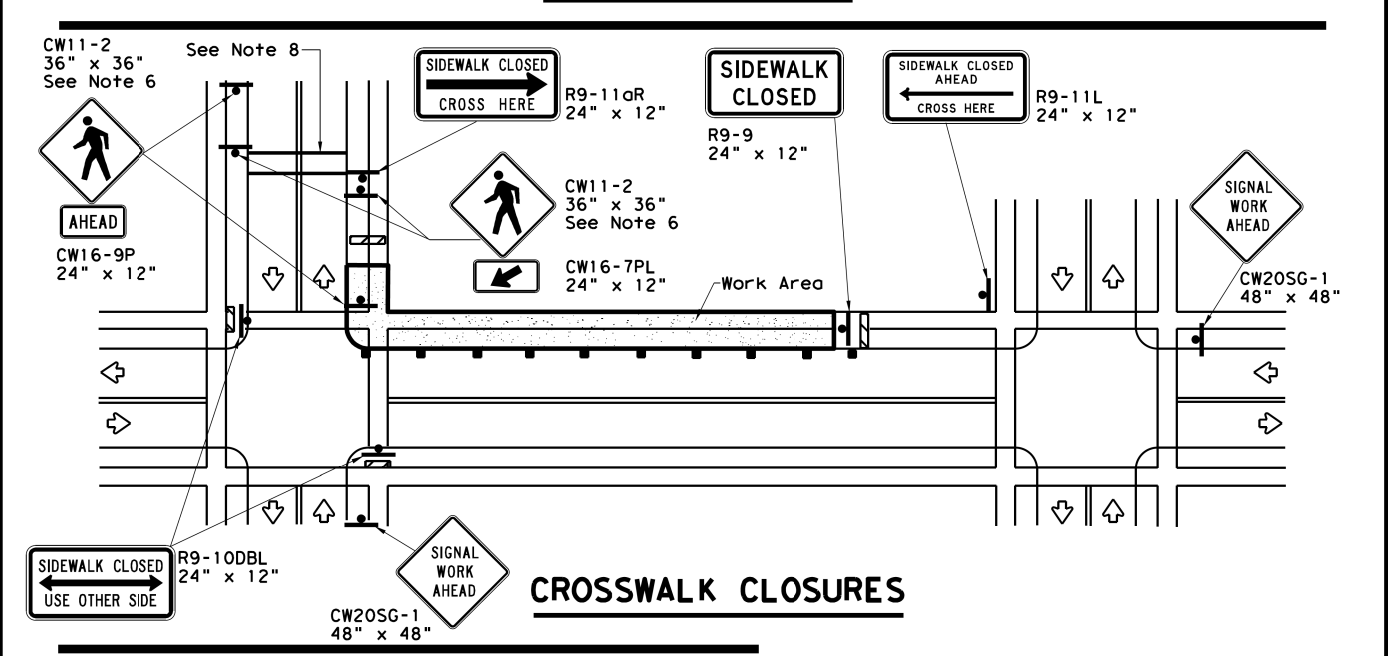 CW11-2
36" x 36"
See Note 6
See Note 8
SIDEWALK CLOSED
CROSS HERE
R9-11aR
24" x 12"
SIDEWALK
CLOSED
R9-9
24" x 12"
SIDEWALK CLOSED
AHEAD
CROSS HERE
R9-11L
24" x 12"
AHEAD
CW16-9P
24" x 12"
CW11-2
36" x 36"
See Note 6
CW16-7PL
24" x 12"
Work Area
SIGNAL
WORK
AHEAD
CW20SG-1
48" x 48"
SIDEWALK CLOSED
USE OTHER SIDE
R9-10DBL
24" x 12"
SIGNAL
WORK
AHEAD
CW20SG-1
48" x 48"
CROSSWALK CLOSURES